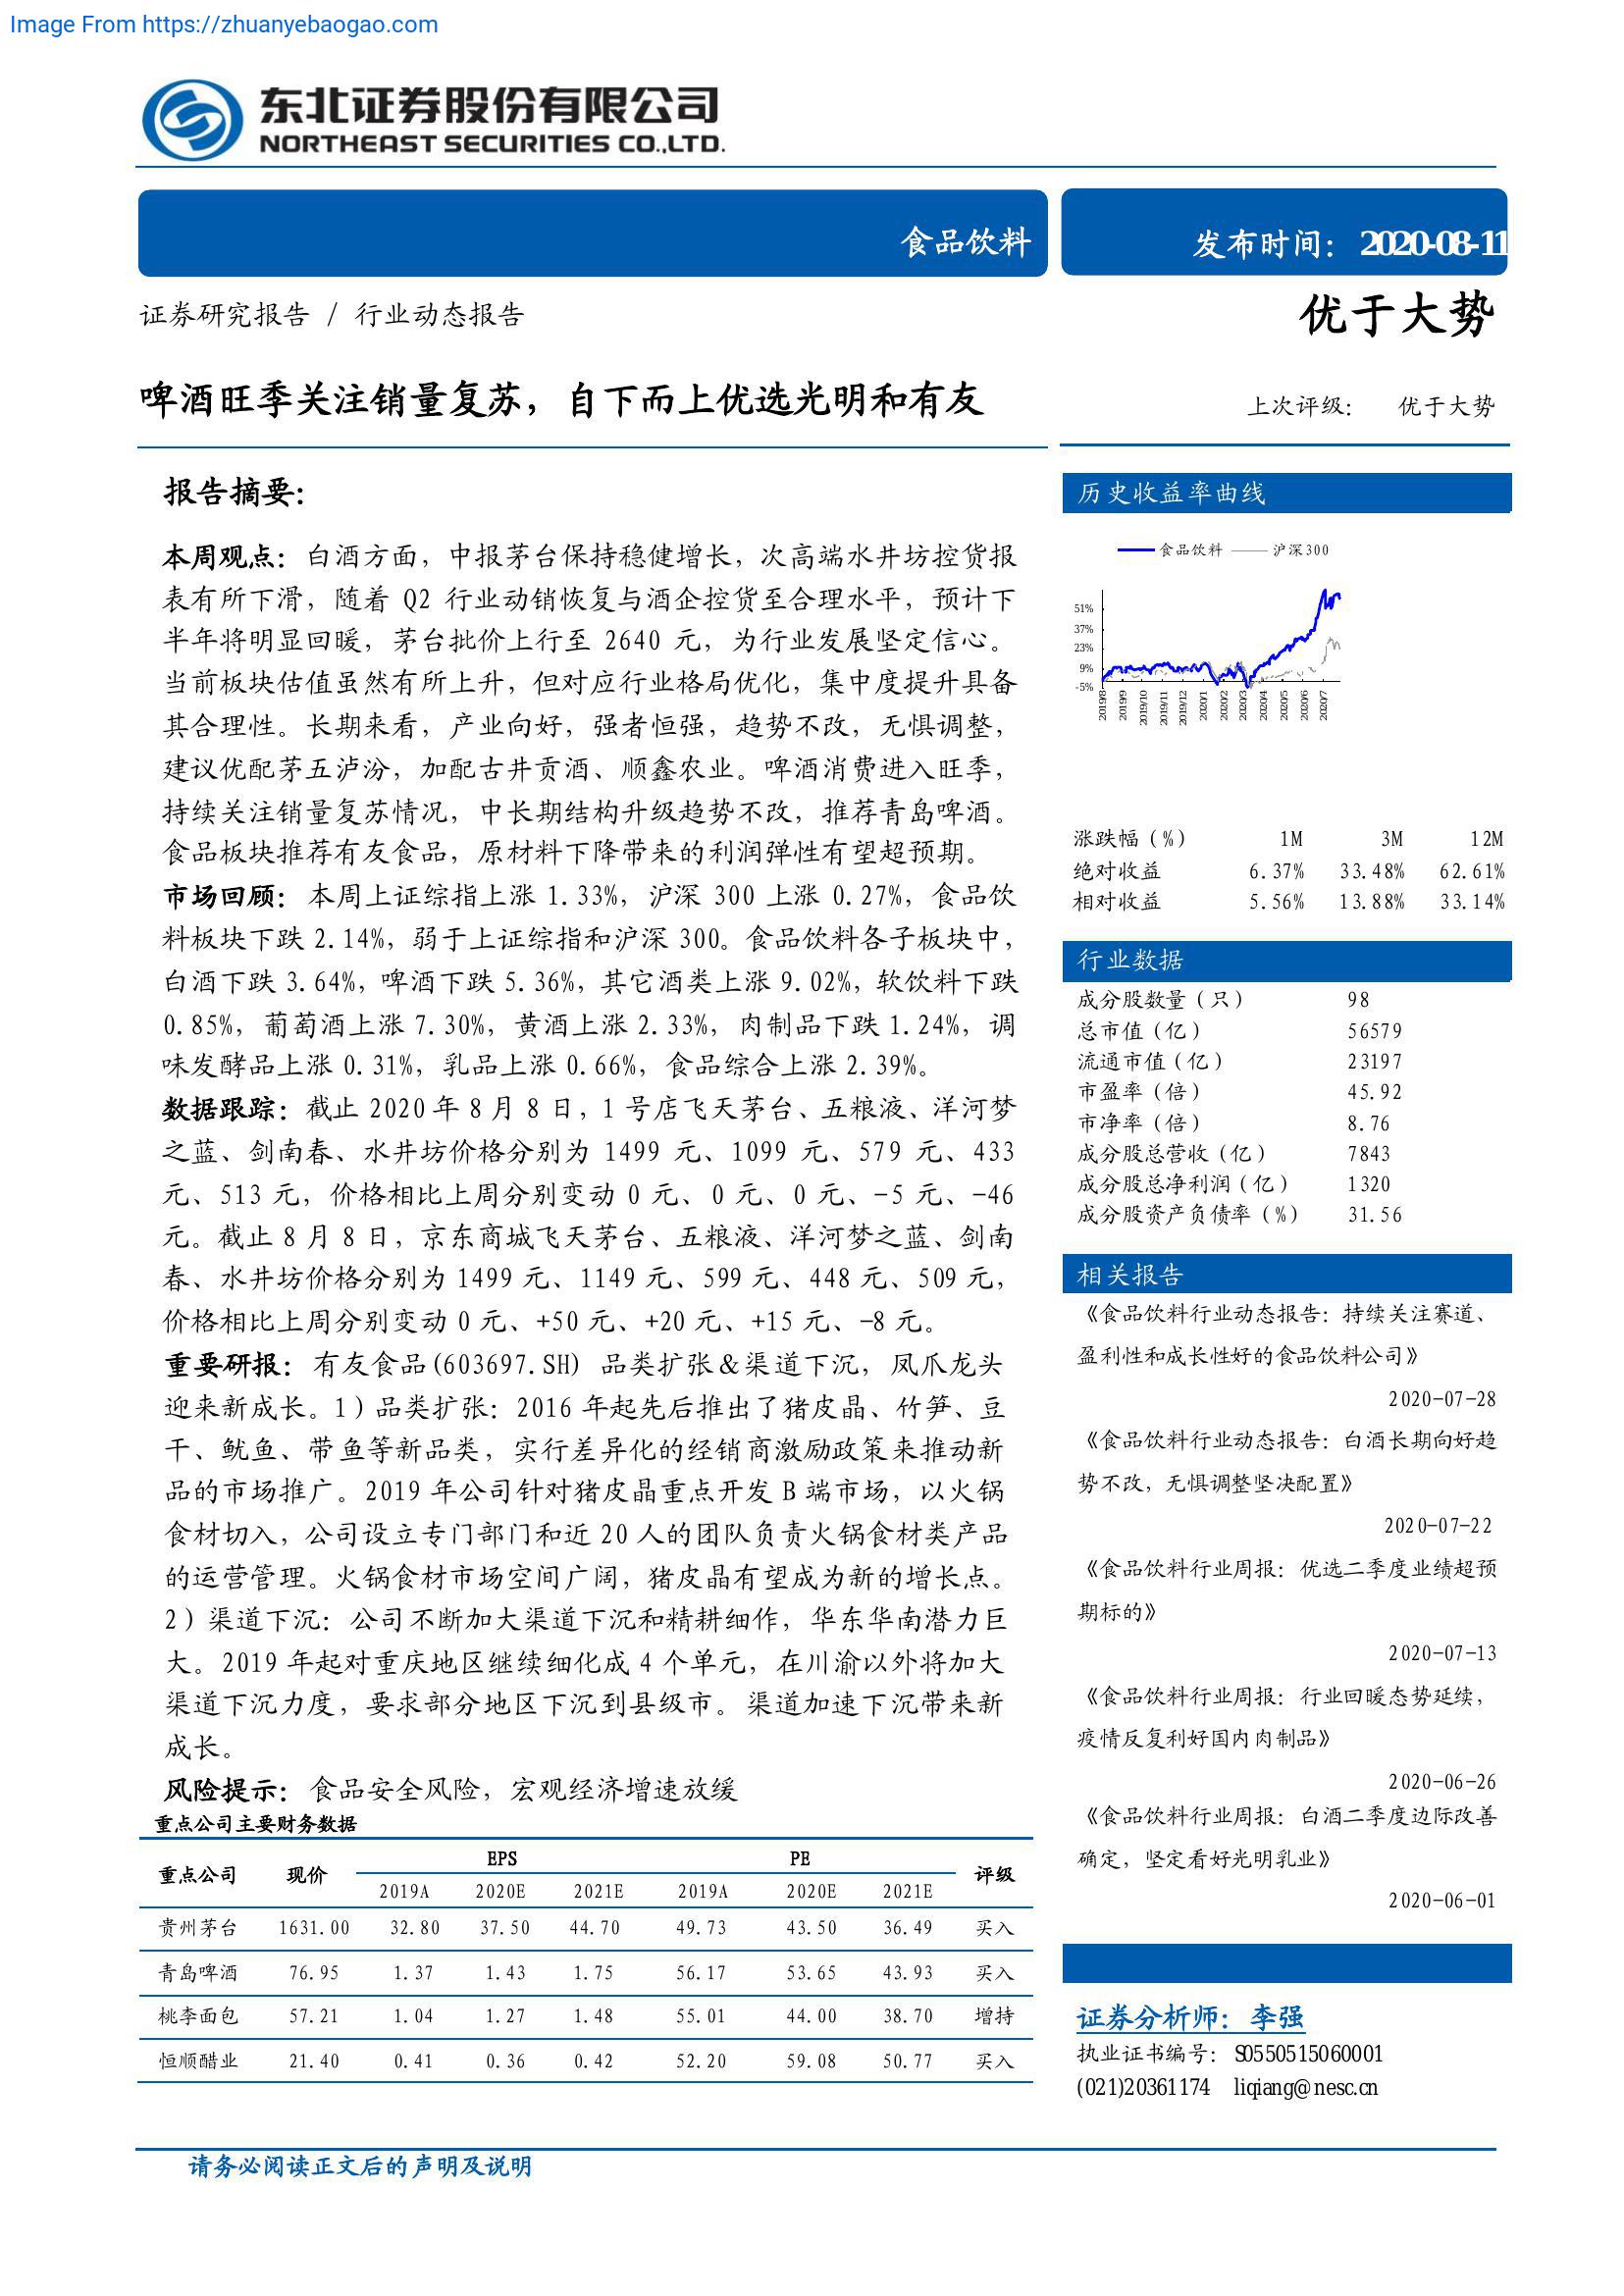 Image From https://zhuanyebaogao.com
东北证券股份有限公司
NORTHEAST SECURITIES CO.,LTD.
食品饮料
发布时间：2020-08-11
证券研究报告 / 行业动态报告
优于大势
啤酒旺季关注销量复苏，自下而上优选光明和有友
上次评级： 优于大势
报告摘要：
本周观点：白酒方面，中报茅台保持稳健增长，次高端水井坊控货报
表有所下滑，随着 Q2 行业动销恢复与酒企控货至合理水平，预计下
半年将明显回暖，茅台批价上行至 2640 元，为行业发展坚定信心。
当前板块估值虽然有所上升，但对应行业格局优化，集中度提升具备
其合理性。长期来看，产业向好，强者恒强，趋势不改，无惧调整，
建议优配茅五泸汾，加配古井贡酒、顺鑫农业。啤酒消费进入旺季，
持续关注销量复苏情况，中长期结构升级趋势不改，推荐青岛啤酒。
食品板块推荐有友食品，原材料下降带来的利润弹性有望超预期。
市场回顾：本周上证综指上涨 1.33%，沪深 300 上涨 0.27%，食品饮
料板块下跌 2.14%，弱于上证综指和沪深 300。食品饮料各子板块中，
白酒下跌 3.64%，啤酒下跌 5.36%，其它酒类上涨 9.02%，软饮料下跌
0.85%，葡萄酒上涨 7.30%，黄酒上涨 2.33%，肉制品下跌 1.24%，调
味发酵品上涨 0.31%，乳品上涨 0.66%，食品综合上涨 2.39%。
数据跟踪：截止 2020 年 8 月 8 日，1 号店飞天茅台、五粮液、洋河梦
之蓝、剑南春、水井坊价格分别为 1499 元、1099 元、579 元、433
元、513 元，价格相比上周分别变动 0 元、0 元、0 元、-5 元、-46
元。截止 8 月 8 日，京东商城飞天茅台、五粮液、洋河梦之蓝、剑南
春、水井坊价格分别为 1499 元、1149 元、599 元、448 元、509 元，
价格相比上周分别变动 0 元、+50 元、+20 元、+15 元、-8 元。
重要研报：有友食品(603697.SH) 品类扩张&渠道下沉，凤爪龙头
迎来新成长。1）品类扩张：2016 年起先后推出了猪皮晶、竹笋、豆
干、鱿鱼、带鱼等新品类，实行差异化的经销商激励政策来推动新
品的市场推广。2019 年公司针对猪皮晶重点开发 B 端市场，以火锅
食材切入，公司设立专门部门和近 20 人的团队负责火锅食材类产品
的运营管理。火锅食材市场空间广阔，猪皮晶有望成为新的增长点。
2）渠道下沉：公司不断加大渠道下沉和精耕细作，华东华南潜力巨
大。2019 年起对重庆地区继续细化成 4 个单元，在川渝以外将加大
渠道下沉力度，要求部分地区下沉到县级市。渠道加速下沉带来新
成长。
风险提示：食品安全风险，宏观经济增速放缓
重点公司主要财务数据
重点公司 现价 EPS PE 评级
2019A 2020E 2021E 2019A 2020E 2021E
贵州茅台 1631.00 32.80 37.50 44.70 49.73 43.50 36.49 买入
青岛啤酒 76.95 1.37 1.43 1.75 56.17 53.65 43.93 买入
桃李面包 57.21 1.04 1.27 1.48 55.01 44.00 38.70 增持
恒顺醋业 21.40 0.41 0.36 0.42 52.20 59.08 50.77 买入
历史收益率曲线
食品饮料 沪深300
51%
37%
23%
9%
-5%
2019/8 2019/9 2019/10 2019/11 2019/12 2020/1 2020/2 2020/3 2020/4 2020/5 2020/6 2020/7
涨跌幅（%） 1M 3M 12M
绝对收益 6.37% 33.48% 62.61%
相对收益 5.56% 13.88% 33.14%
行业数据
成分股数量（只） 98
总市值（亿） 56579
流通市值（亿） 23197
市盈率（倍） 45.92
市净率（倍） 8.76
成分股总营收（亿） 7843
成分股总净利润（亿） 1320
成分股资产负债率（%） 31.56
相关报告
《食品饮料行业动态报告：持续关注赛道、
盈利性和成长性好的食品饮料公司》
2020-07-28
《食品饮料行业动态报告：白酒长期向好趋
势不改，无惧调整坚决配置》
2020-07-22
《食品饮料行业周报：优选二季度业绩超预
期标的》
2020-07-13
《食品饮料行业周报：行业回暖态势延续，
疫情反复利好国内肉制品》
2020-06-26
《食品饮料行业周报：白酒二季度边际改善
确定，坚定看好光明乳业》
2020-06-01
证券分析师：李强
执业证书编号：S0550515060001
(021)20361174 liqiang@nesc.cn
请务必阅读正文后的声明及说明